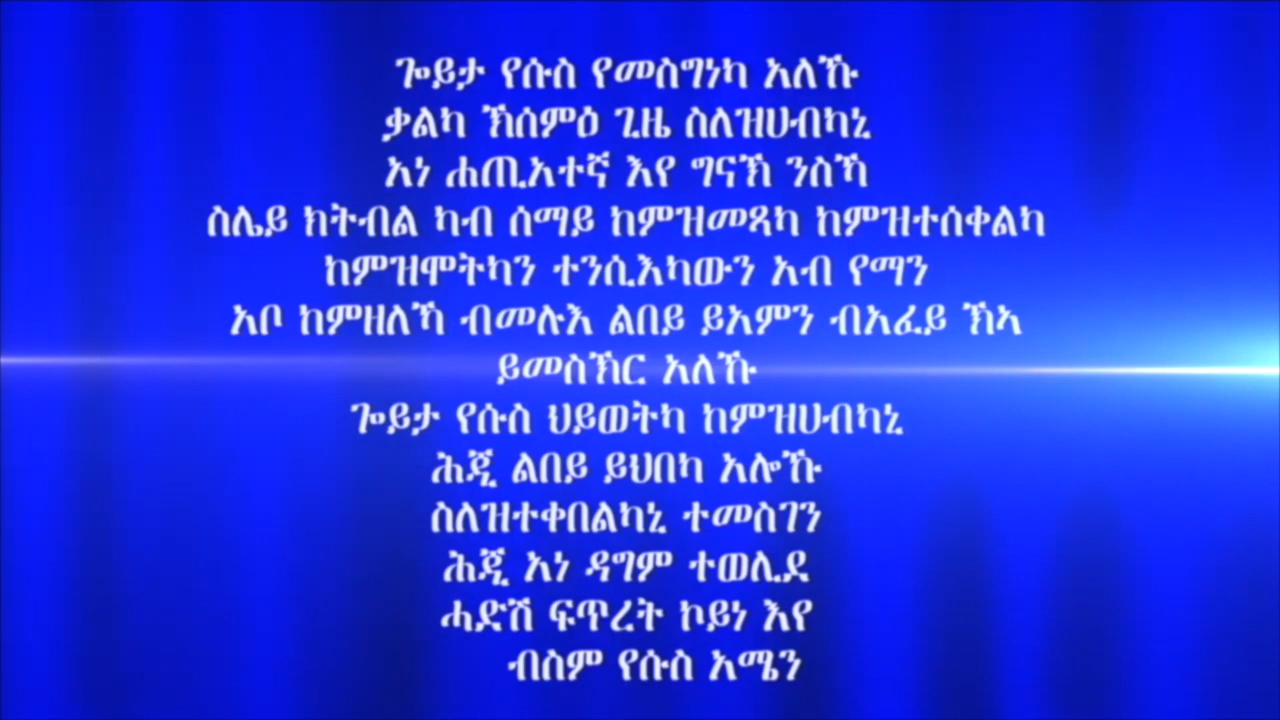 ጐይታ የሱስ የመስግነካ አለኹ
ቃልካ ኽሰምዕ ጊዜ ስለዝሀብካኒ
አነ ሐጢአተኛ እየ ግናኽ ንስኻ
ስሌይ ክትብል ካብ ሰማይ ከምዝመጻካ ከምዝተሰቀልካ
ከምዝሞትካን ተንሲእካውን አብ የማን
አቦ ከምዘለኻ ብመሉእ ልበይ ይአምን ብአፈይ ኽኣ
ይመስኽር አለኹ
ጐይታ የሱስ ህይወትካ ከምዝሀብካኒ
ሕጂ ልበይ ይህበካ አሎኹ
ስለዝተቀበልካኒ ተመስገን
ሕጂ አነ ዳግም ተወሊደ
ሓድሽ ፍጥረት ኮይነ እየ
ብስም የሱስ አሜን